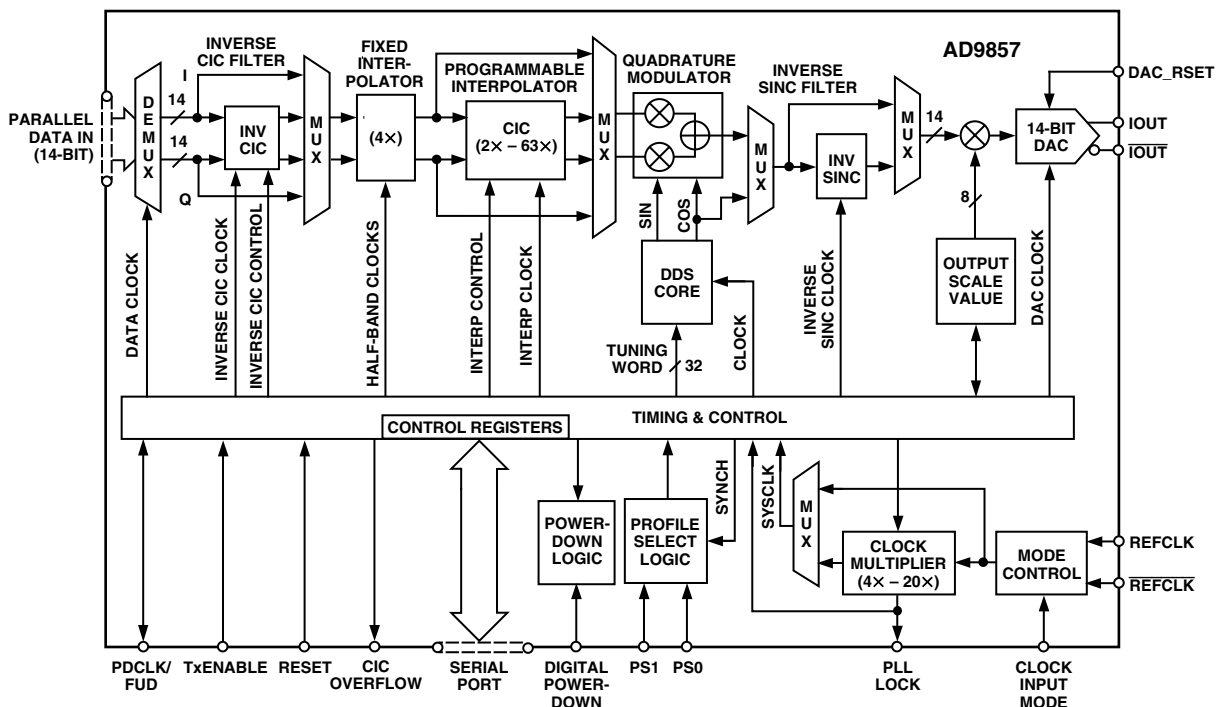 AD9857
PARALLEL
DATA IN
(14-BIT)
DEMUX
I
14
14
Q
INVERSE
CIC FILTER
INV
CIC
MUX
FIXED
INTER-
POLATOR
(4×)
PROGRAMMABLE
INTERPOLATOR
CIC
(2× – 63×)
MUX
QUADRATURE
MODULATOR
SIN
COS
DDS
CORE
MUX
INVERSE
SINC FILTER
INV
SINC
MUX
14
8
OUTPUT
SCALE
VALUE
14-BIT
DAC
DAC_RSET
IOUT
IOUT
DATA CLOCK
INVERSE CIC CLOCK
INVERSE CIC CONTROL
HALF-BAND CLOCKS
INTERP CONTROL
INTERP CLOCK
TUNING
WORD
32
CLOCK
INVERSE
SINC CLOCK
DAC CLOCK
TIMING & CONTROL
CONTROL REGISTERS
POWER-
DOWN
LOGIC
PROFILE
SELECT
LOGIC
SYNCH
SYSCLK
MUX
CLOCK
MULTIPLIER
(4× – 20×)
MODE
CONTROL
REFCLK
REFCLK
PDCLK/
FUD
TxENABLE
RESET
CIC
OVERFLOW
SERIAL
PORT
DIGITAL
POWER-
DOWN
PS1
PS0
PLL
LOCK
CLOCK
INPUT
MODE